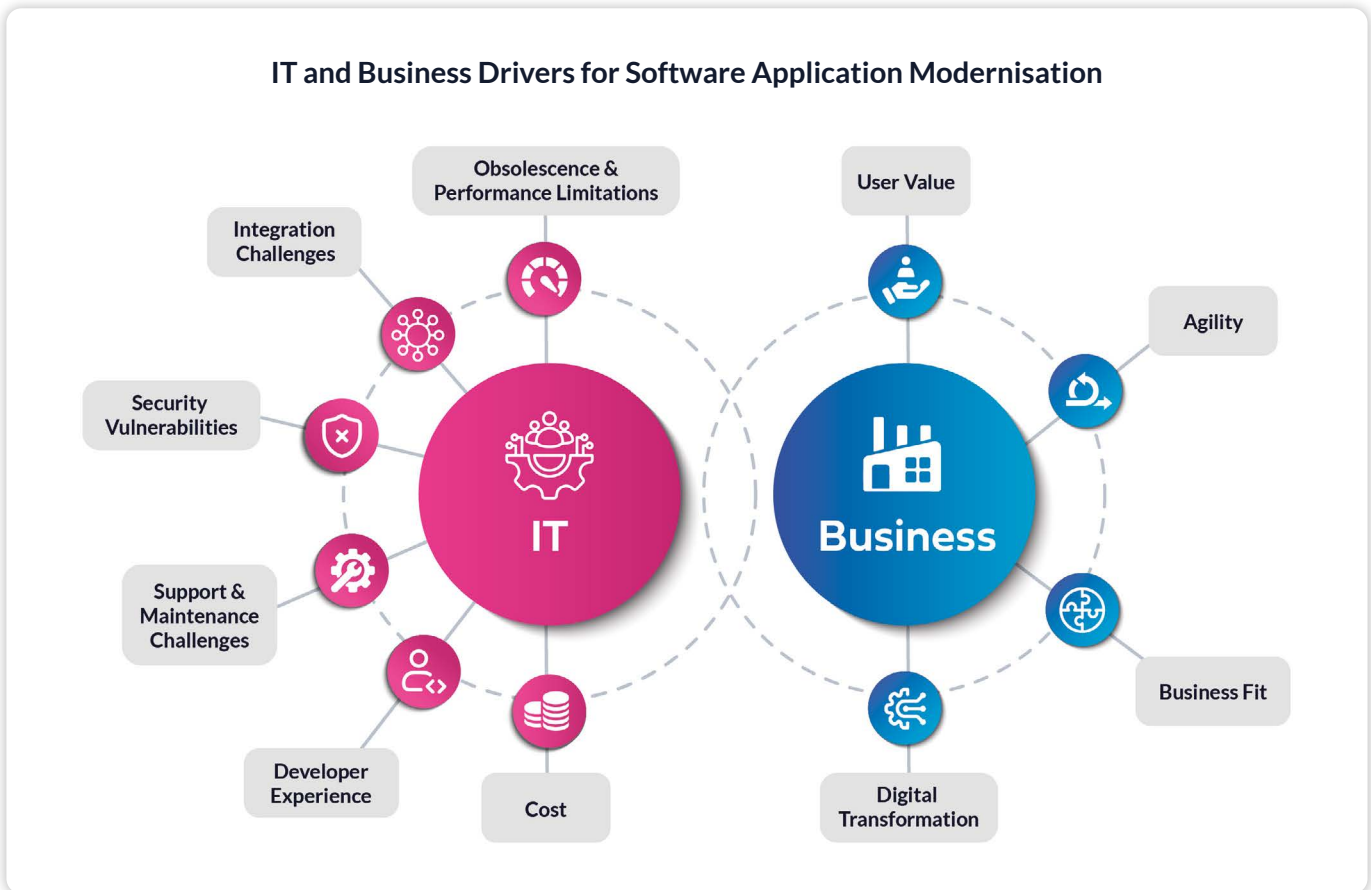 IT and Business Drivers for Software Application Modernisation
Obsolescence &
Performance Limitations
Integration
Challenges
Security
Vulnerabilities
Support &
Maintenance
Challenges
Developer
Experience
Cost
IT
User Value
Agility
Business
Business Fit
Digital
Transformation